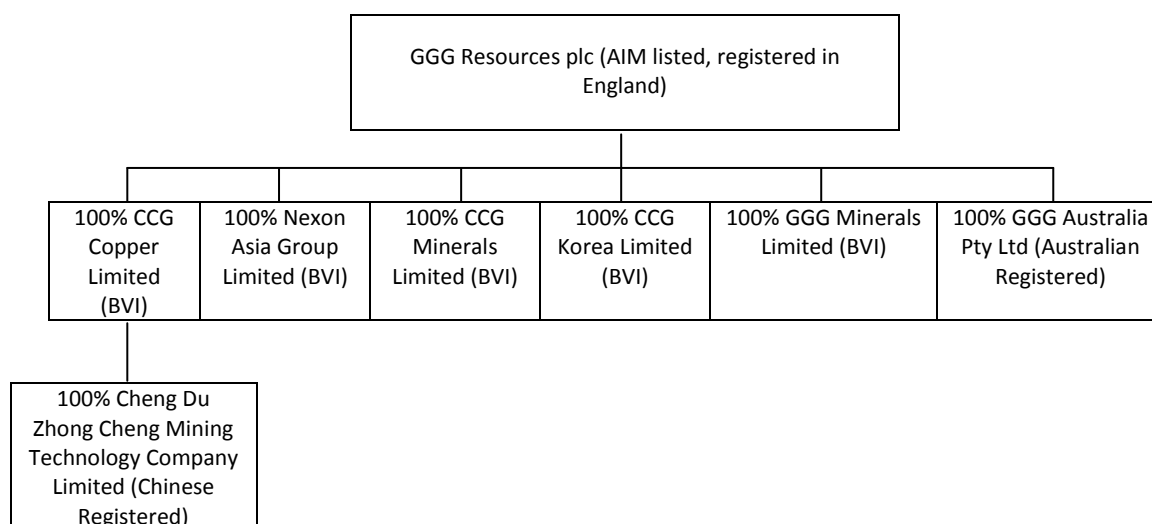 GGG Resources plc (AIM listed, registered in
England)
100% CCG
Copper
Limited
(BVI)
100% Nexon
Asia Group
Limited (BVI)
100% CCG
Minerals
Limited (BVI)
100% CCG
Korea Limited
(BVI)
100% GGG Minerals
Limited (BVI)
100% GGG Australia
Pty Ltd (Australian
Registered)
100% Cheng Du
Zhong Cheng Mining
Technology Company
Limited (Chinese
Registered)